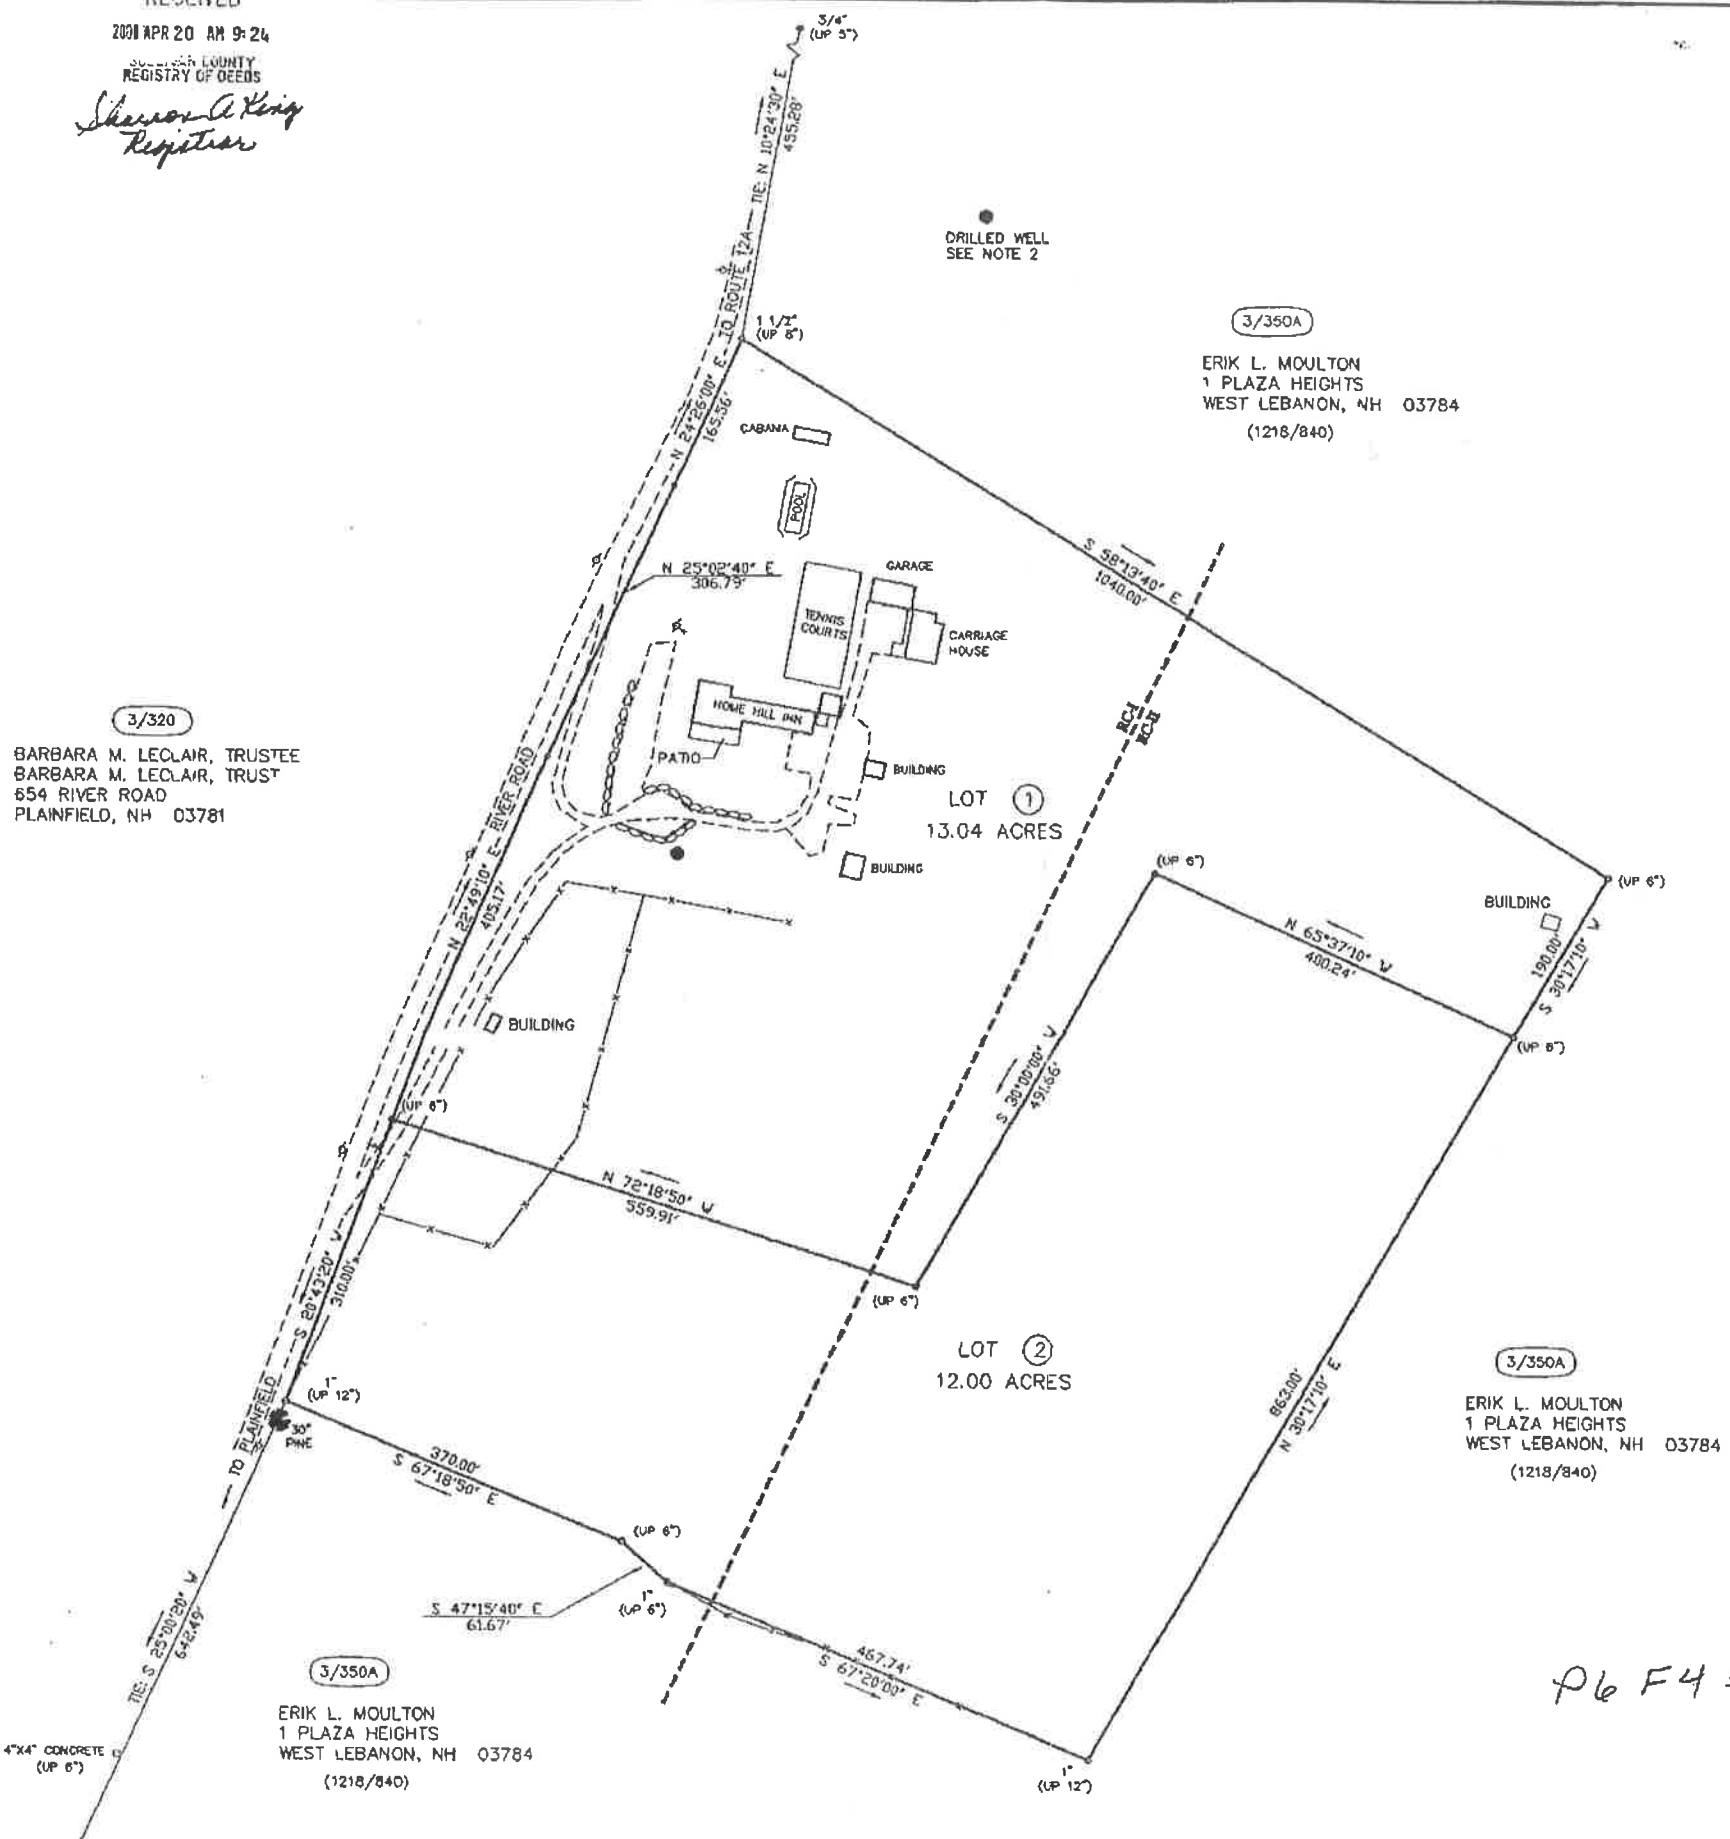 RECEIVED
2001 APR 20 AM 9:24
SULLIVAN COUNTY
REGISTRY OF DEEDS
Sharron A King
Registrar
3/4"
(UP 5")
TIE: N 10°24'30" E
455.28'
DRILLED WELL
SEE NOTE 2
1 1/2"
(UP 8")
TO ROUTE 12A
3/350A
ERIK L. MOULTON
1 PLAZA HEIGHTS
WEST LEBANON, NH 03784
(1218/840)
N 24°26'00" E
165.56'
CABANA
POOL
S 58°13'40" E
1040.00'
N 25°02'40" E
306.79'
TENNIS
COURTS
GARAGE
CARRIAGE
HOUSE
HOME HILL INN
PATIO
RC-I
RC-II
3/320
BARBARA M. LECLAIR, TRUSTEE
BARBARA M. LECLAIR, TRUST
654 RIVER ROAD
PLAINFIELD, NH 03781
BUILDING
LOT 1
13.04 ACRES
BUILDING
RIVER ROAD
N 22°49'10" E
405.17'
(UP 6")
(UP 6")
BUILDING
N 65°37'10" W
400.24'
190.00'
S 30°17'10" W
(UP 6")
BUILDING
S 30°00'00" W
491.66'
(UP 6")
N 72°18'50" W
559.91'
(UP 6")
S 20°43'20" W
310.00'
LOT 2
12.00 ACRES
863.00'
N 30°17'10" E
3/350A
ERIK L. MOULTON
1 PLAZA HEIGHTS
WEST LEBANON, NH 03784
(1218/840)
1"
(UP 12")
TO PLAINFIELD
30"
PINE
370.00'
S 67°18'50" E
(UP 6")
S 47°15'40" E
61.67'
1"
(UP 6")
467.74'
S 67°20'00" E
TIE: S 25°00'20" W
642.49'
3/350A
ERIK L. MOULTON
1 PLAZA HEIGHTS
WEST LEBANON, NH 03784
(1218/840)
4"X4" CONCRETE
(UP 6")
1"
(UP 12")
P6 F4